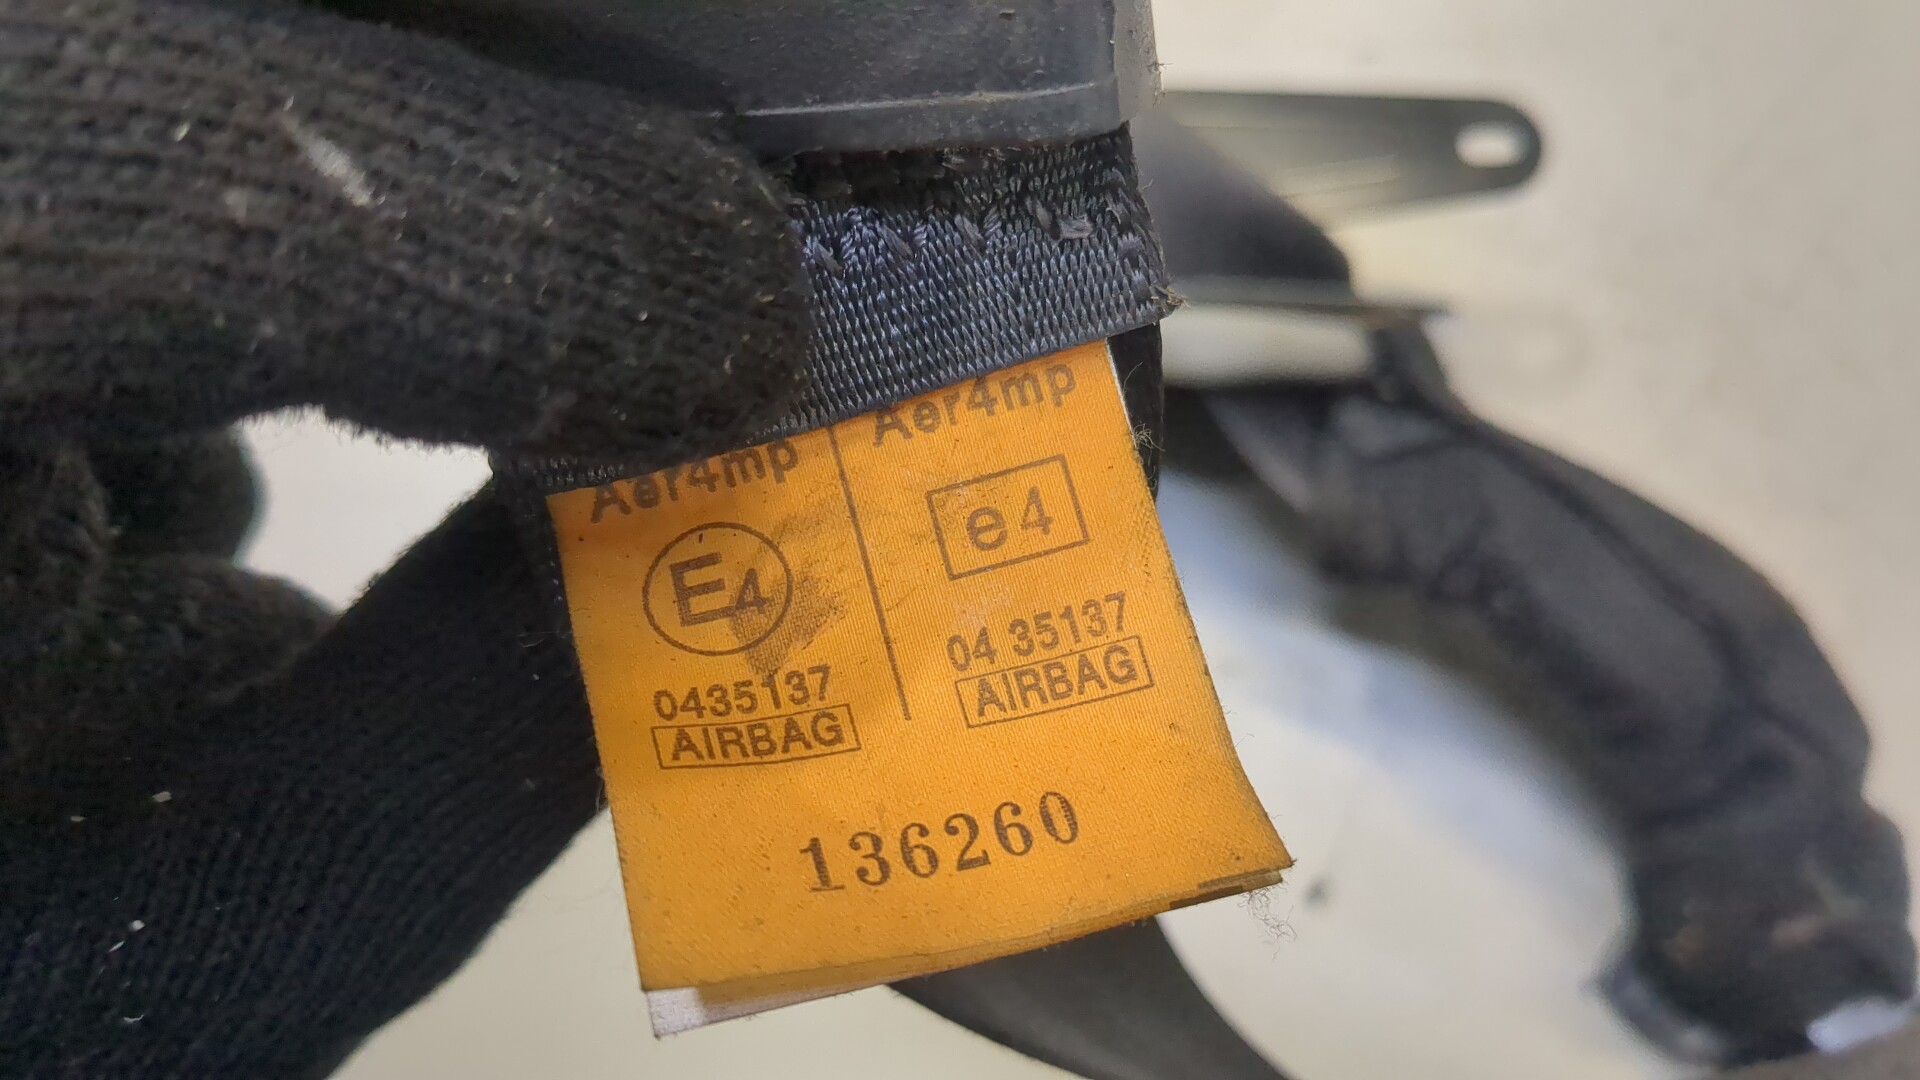 Aer4mp
E4
0435137
AIRBAG
Aer4mp
e4
04 35137
AIRBAG
136260